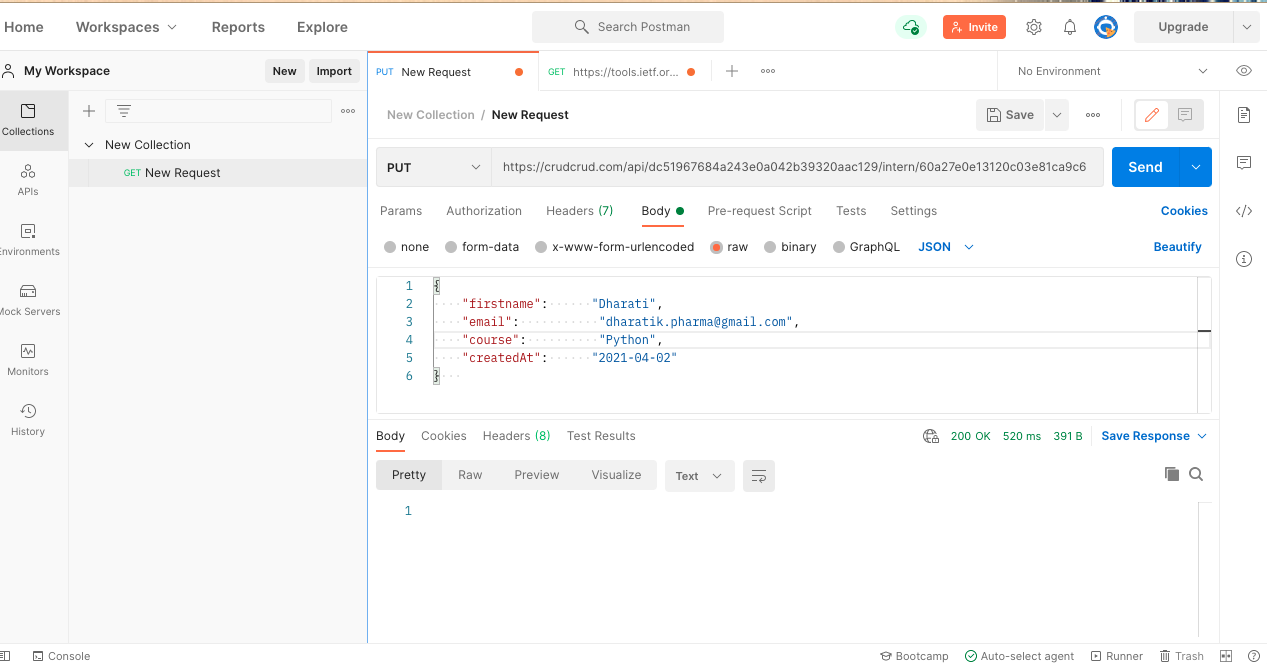 Home Workspaces Reports Explore Search Postman Invite Upgrade
My Workspace New Import PUT New Request GET https://tools.ietf.or... No Environment
New Collection / New Request Save
Collections
New Collection
GET New Request
PUT https://crudcrud.com/api/dc51967684a243e0a042b39320aac129/intern/60a27e0e13120c03e81ca9c6 Send
APIs
Params Authorization Headers (7) Body Pre-request Script Tests Settings Cookies
none form-data x-www-form-urlencoded raw binary GraphQL JSON Beautify
Environments
1 {
2 "firstname": "Dharati",
3 "email": "dharatik.pharma@gmail.com",
4 "course": "Python",
5 "createdAt": "2021-04-02"
6 }
Mock Servers
Monitors
History
Body Cookies Headers (8) Test Results 200 OK 520 ms 391 B Save Response
Pretty Raw Preview Visualize Text
1
Console Bootcamp Auto-select agent Runner Trash